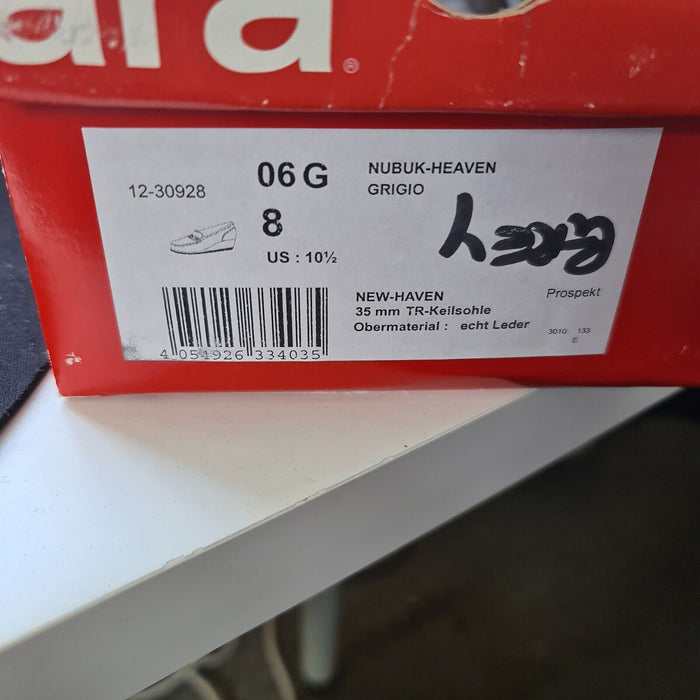 ara®
12-30928
06 G
8
US : 10½
NUBUK-HEAVEN
GRIGIO
GREY
NEW-HAVEN
35 mm TR-Keilsohle
Obermaterial : echt Leder
Prospekt
3010 133
E
4 054926 334035